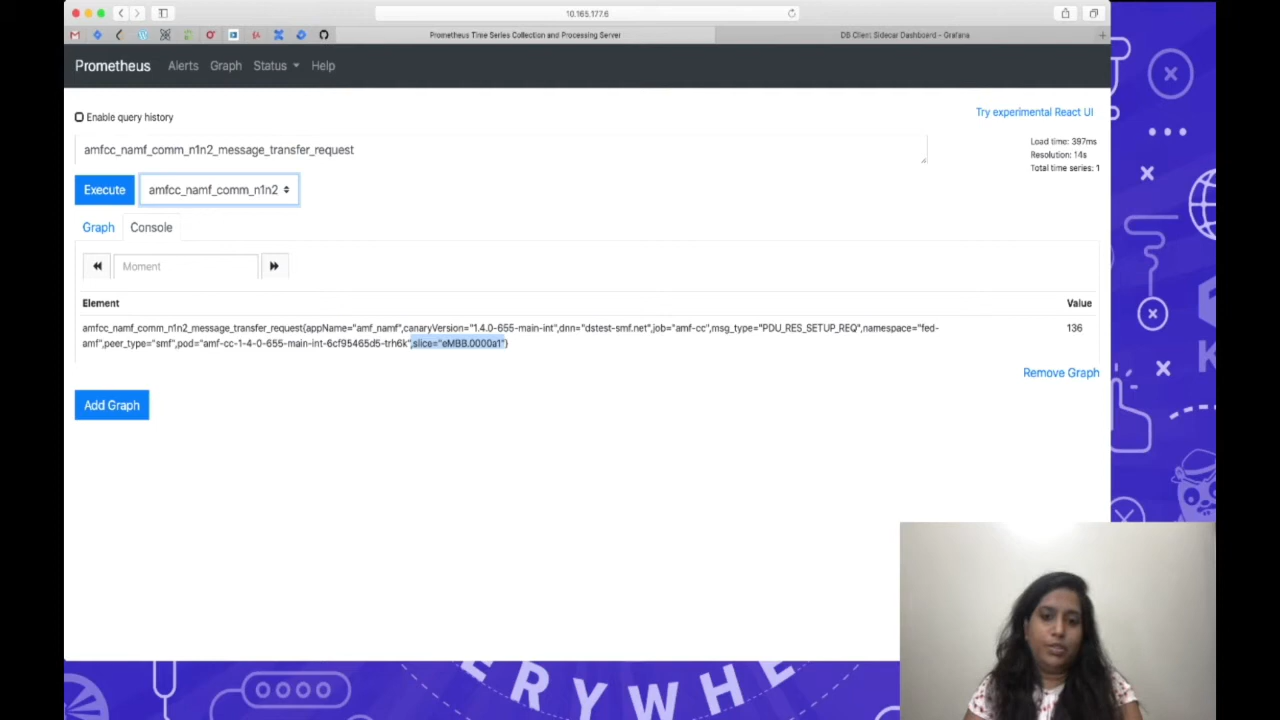 10.165.177.6
Prometheus Time Series Collection and Processing Server
DB Client Sidecar Dashboard - Grafana
Prometheus Alerts Graph Status Help
Enable query history
Try experimental React UI
amfcc_namf_comm_n1n2_message_transfer_request
Load time: 397ms
Resolution: 14s
Total time series: 1
Execute
amfcc_namf_comm_n1n2
Graph
Console
Moment
Element
Value
amfcc_namf_comm_n1n2_message_transfer_request{appName="amf_namf",canaryVersion="1.4.0-655-main-int",dnn="dstest-smf.net",job="amf-cc",msg_type="PDU_RES_SETUP_REQ",namespace="fed-
136
amf",peer_type="smf",pod="amf-cc-1-4-0-655-main-int-6cf95465d5-trh6k",slice="eMBB.0000a1"}
Remove Graph
Add Graph
ERYWHE